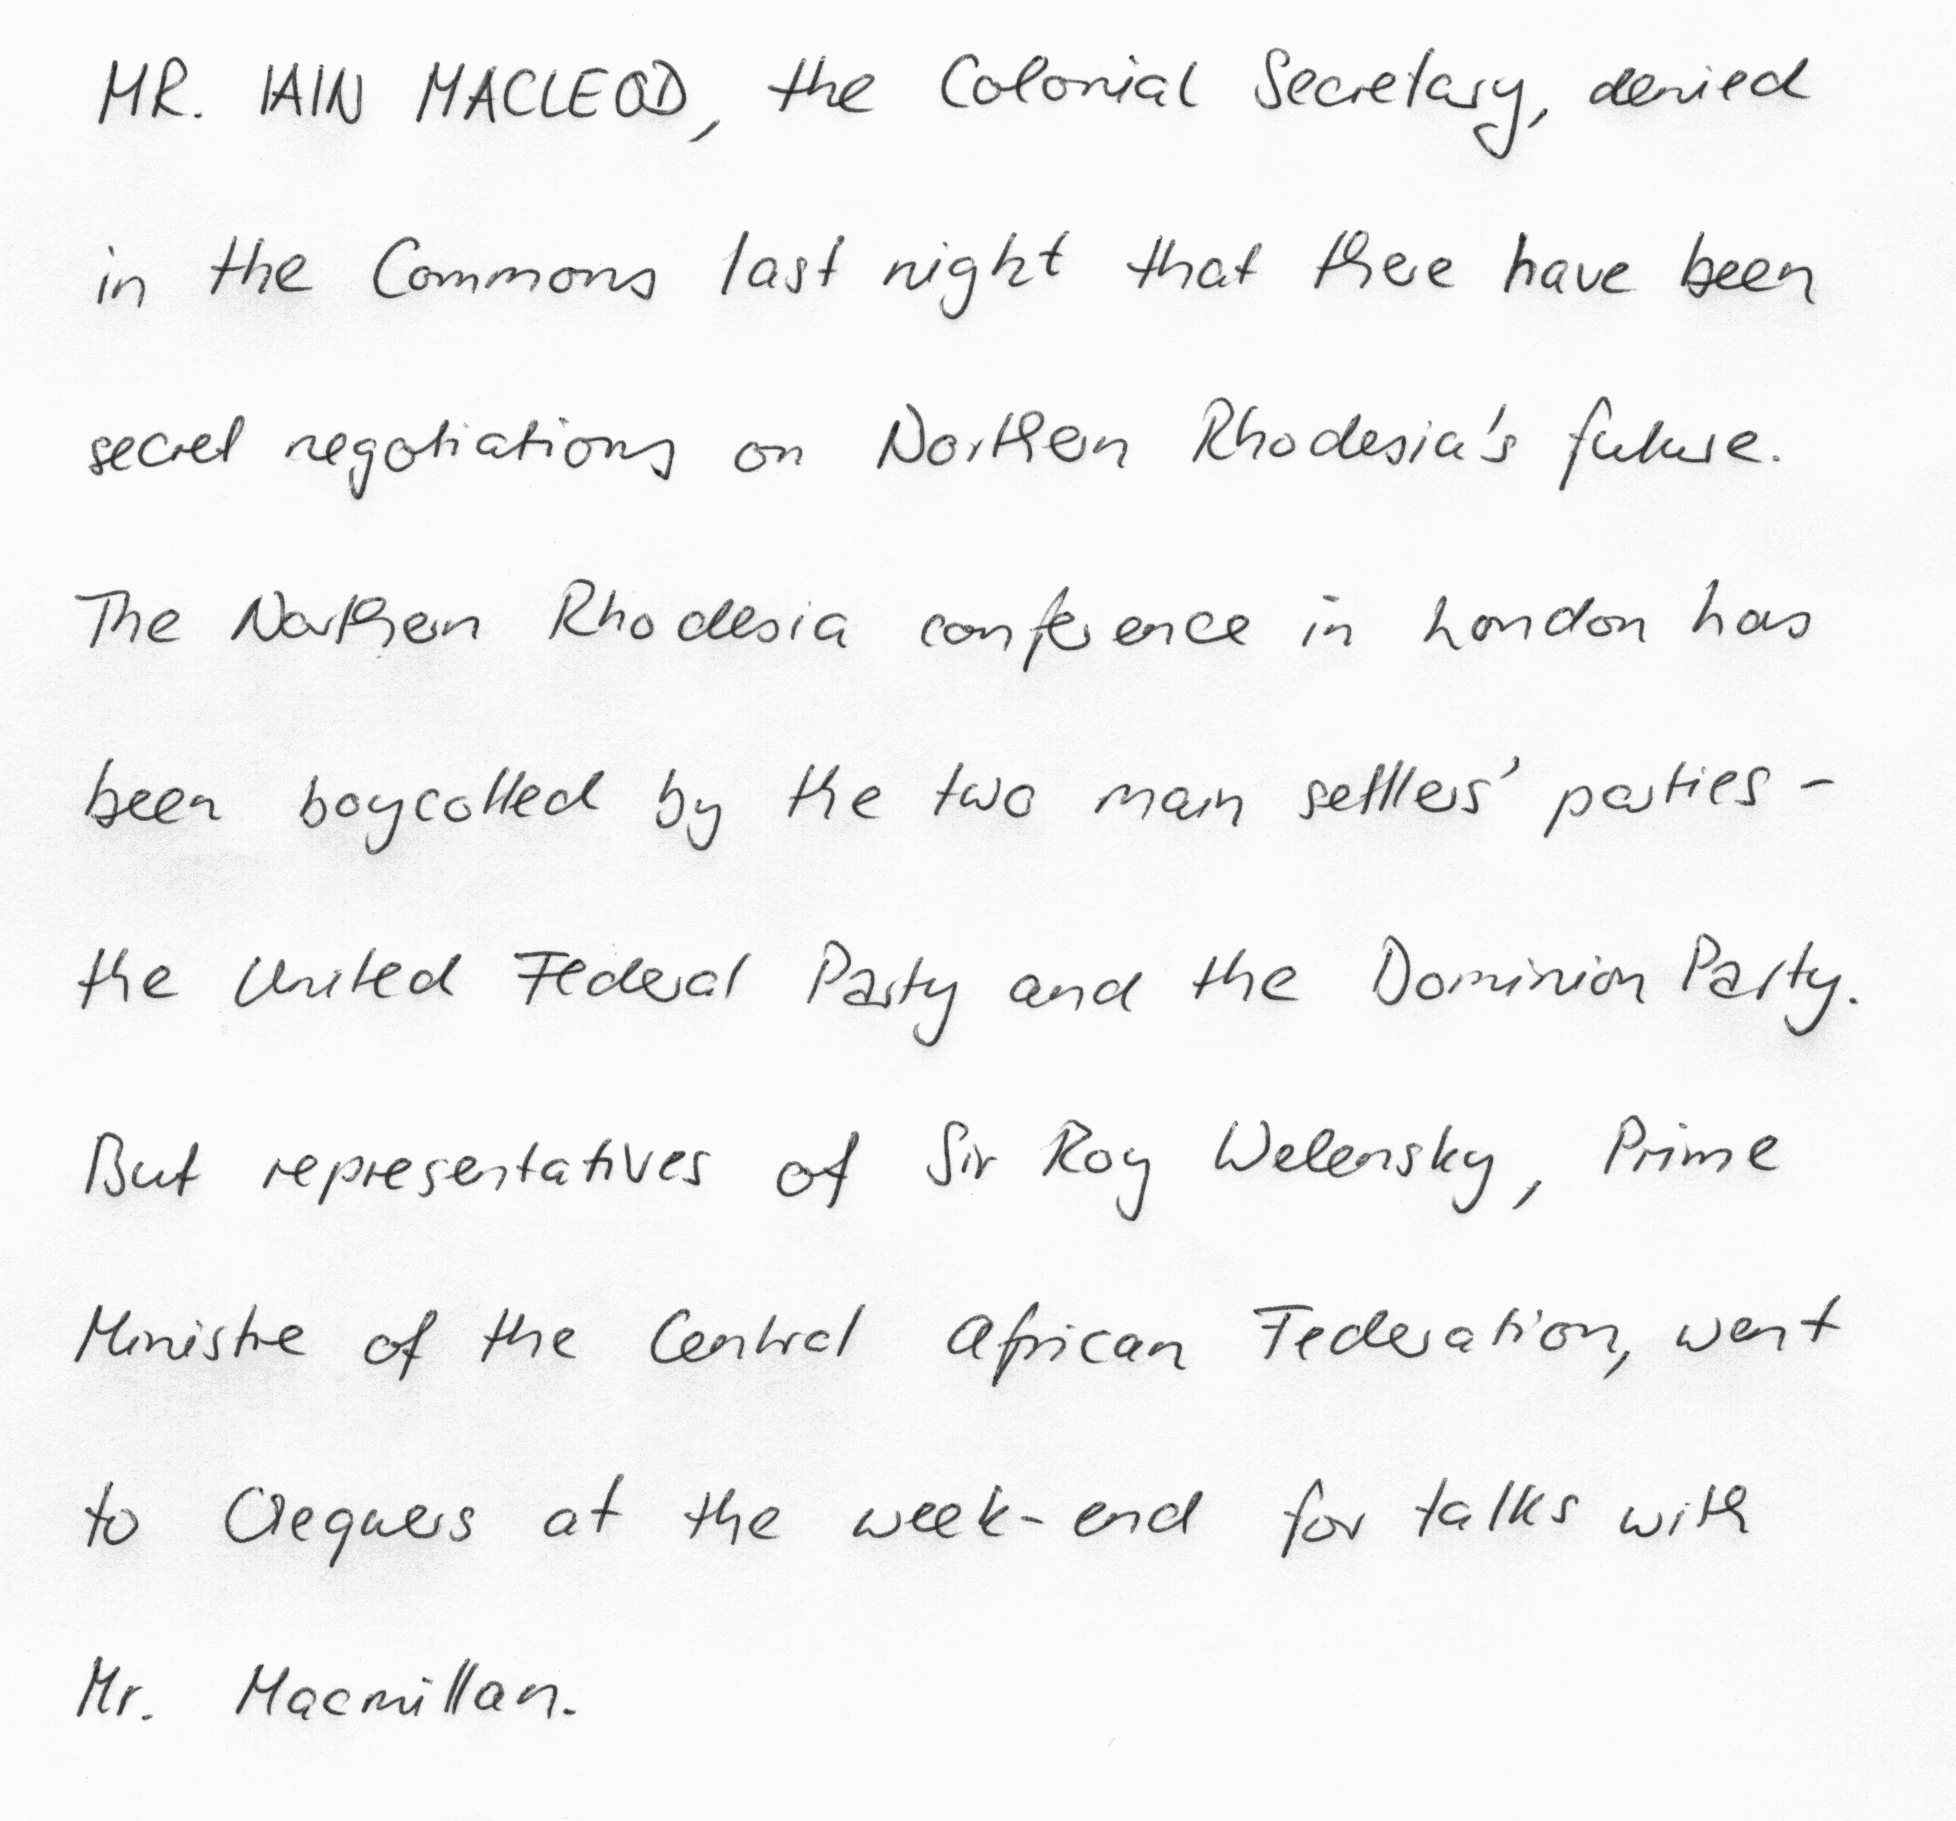 MR. IAIN MACLEOD, the Colonial Secretary, denied
in the Commons last night that there have been
secret negotiations on Northern Rhodesia's future.
The Northern Rhodesia conference in London has
been boycotted by the two main settlers' parties -
the United Federal Party and the Dominion Party.
But representatives of Sir Roy Welensky, Prime
Ministre of the Central African Federation, went
to Chequers at the week-end for talks with
Mr. Macmillan.